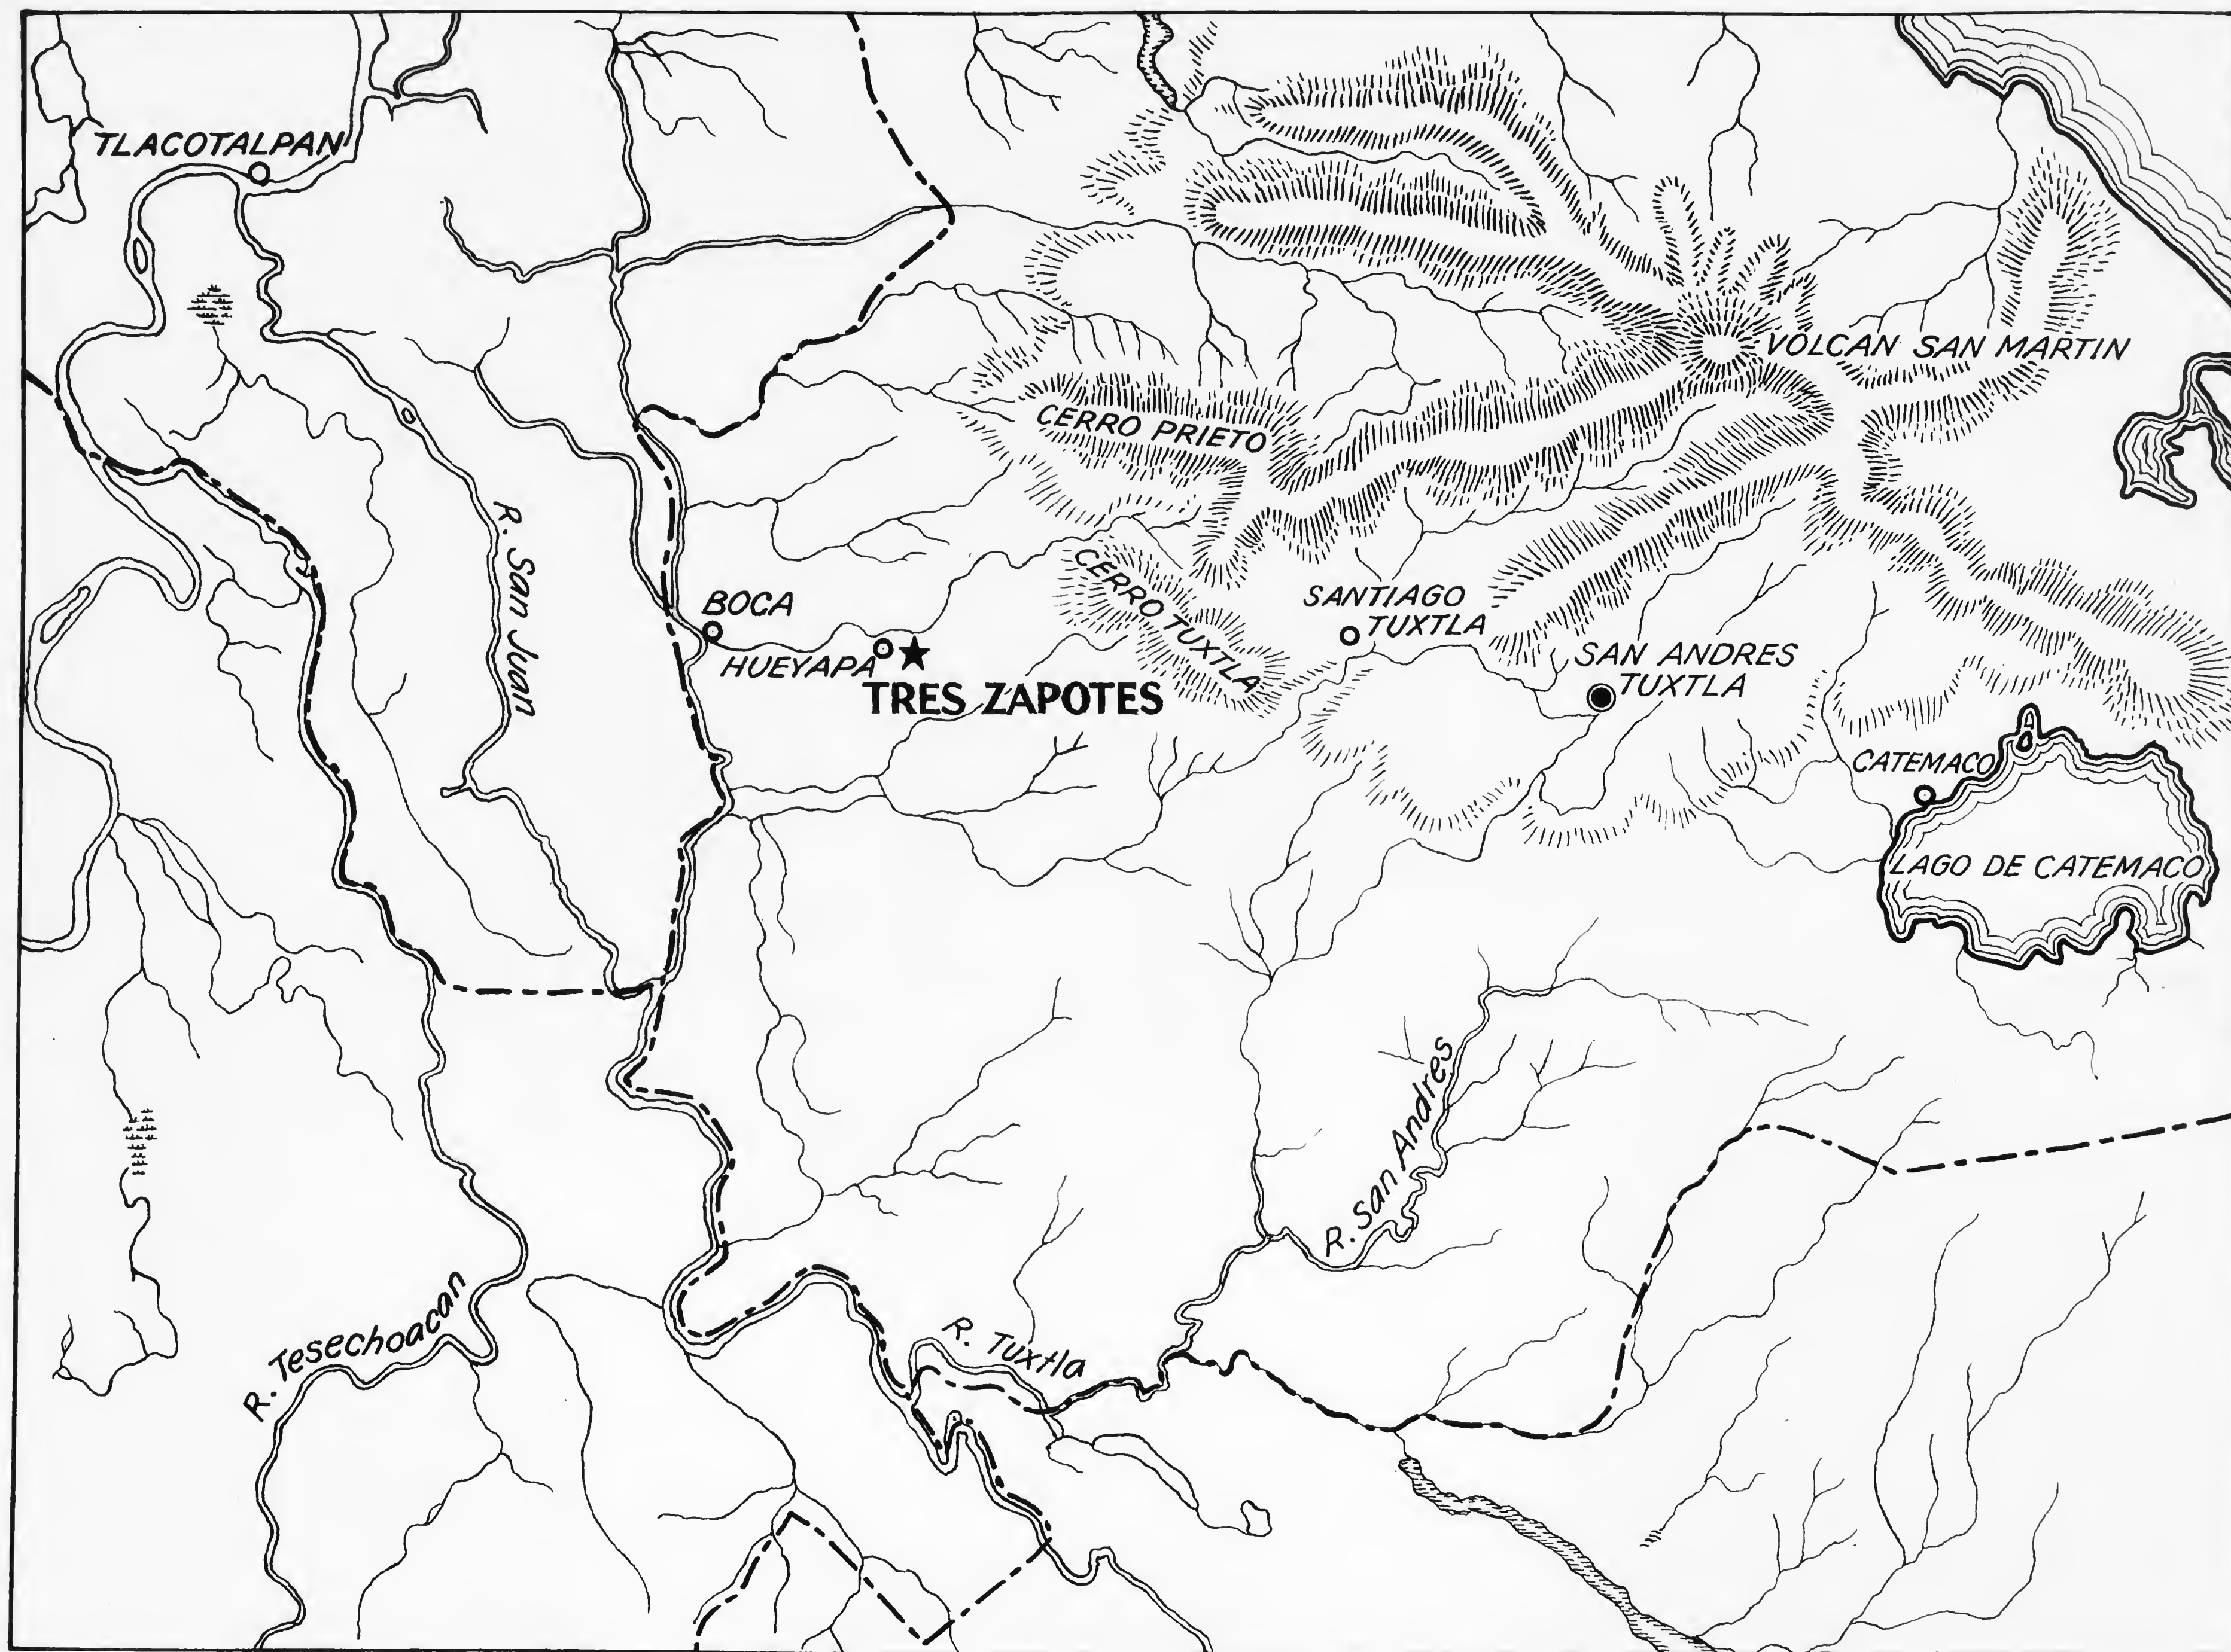 TLACOTALPAN
VOLCAN SAN MARTIN
CERRO PRIETO
R. San Juan
CERRO TUXTLA
BOCA
SANTIAGO
TUXTLA
HUEYAPA
SAN ANDRES
TUXTLA
TRES ZAPOTES
CATEMACO
LAGO DE CATEMACO
R. San Andres
R. Tesechoacan
R. Tuxtla